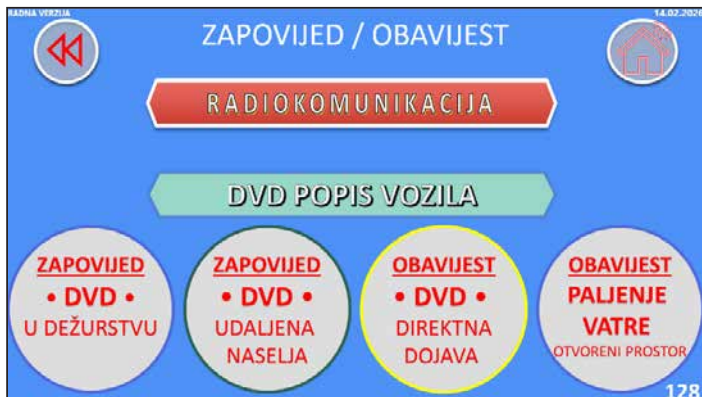 RADNA VERZIJA
14.02.2026
ZAPOVIJED / OBAVIJEST
RADIOKOMUNIKACIJA
DVD POPIS VOZILA
ZAPOVIJED
• DVD •
U DEŽURSTVU
ZAPOVIJED
• DVD •
UDALJENA
NASELJA
OBAVIJEST
• DVD •
DIREKTNA
DOJAVA
OBAVIJEST
PALJENJE
VATRE
OTVORENI PROSTOR
128